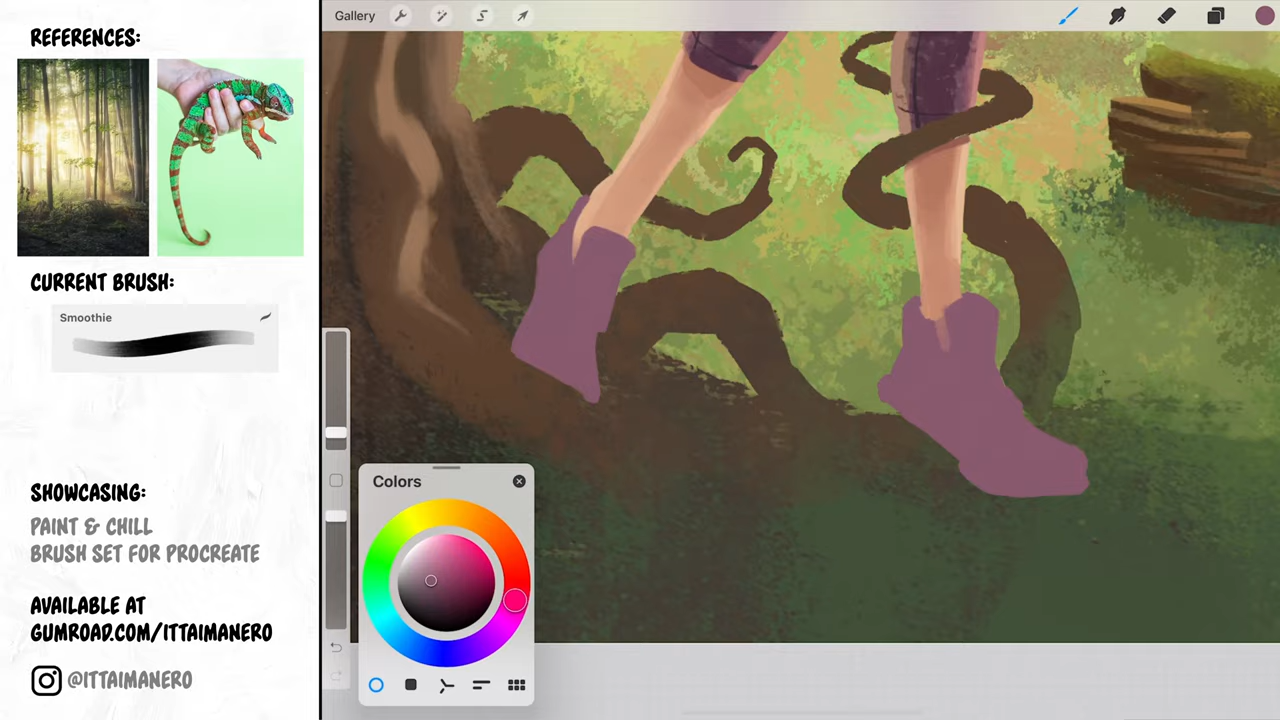 REFERENCES:
CURRENT BRUSH:
Smoothie
SHOWCASING:
PAINT & CHILL
BRUSH SET FOR PROCREATE
AVAILABLE AT
GUMROAD.COM/ITTAIMANERO
@ITTAIMANERO
Gallery
Colors